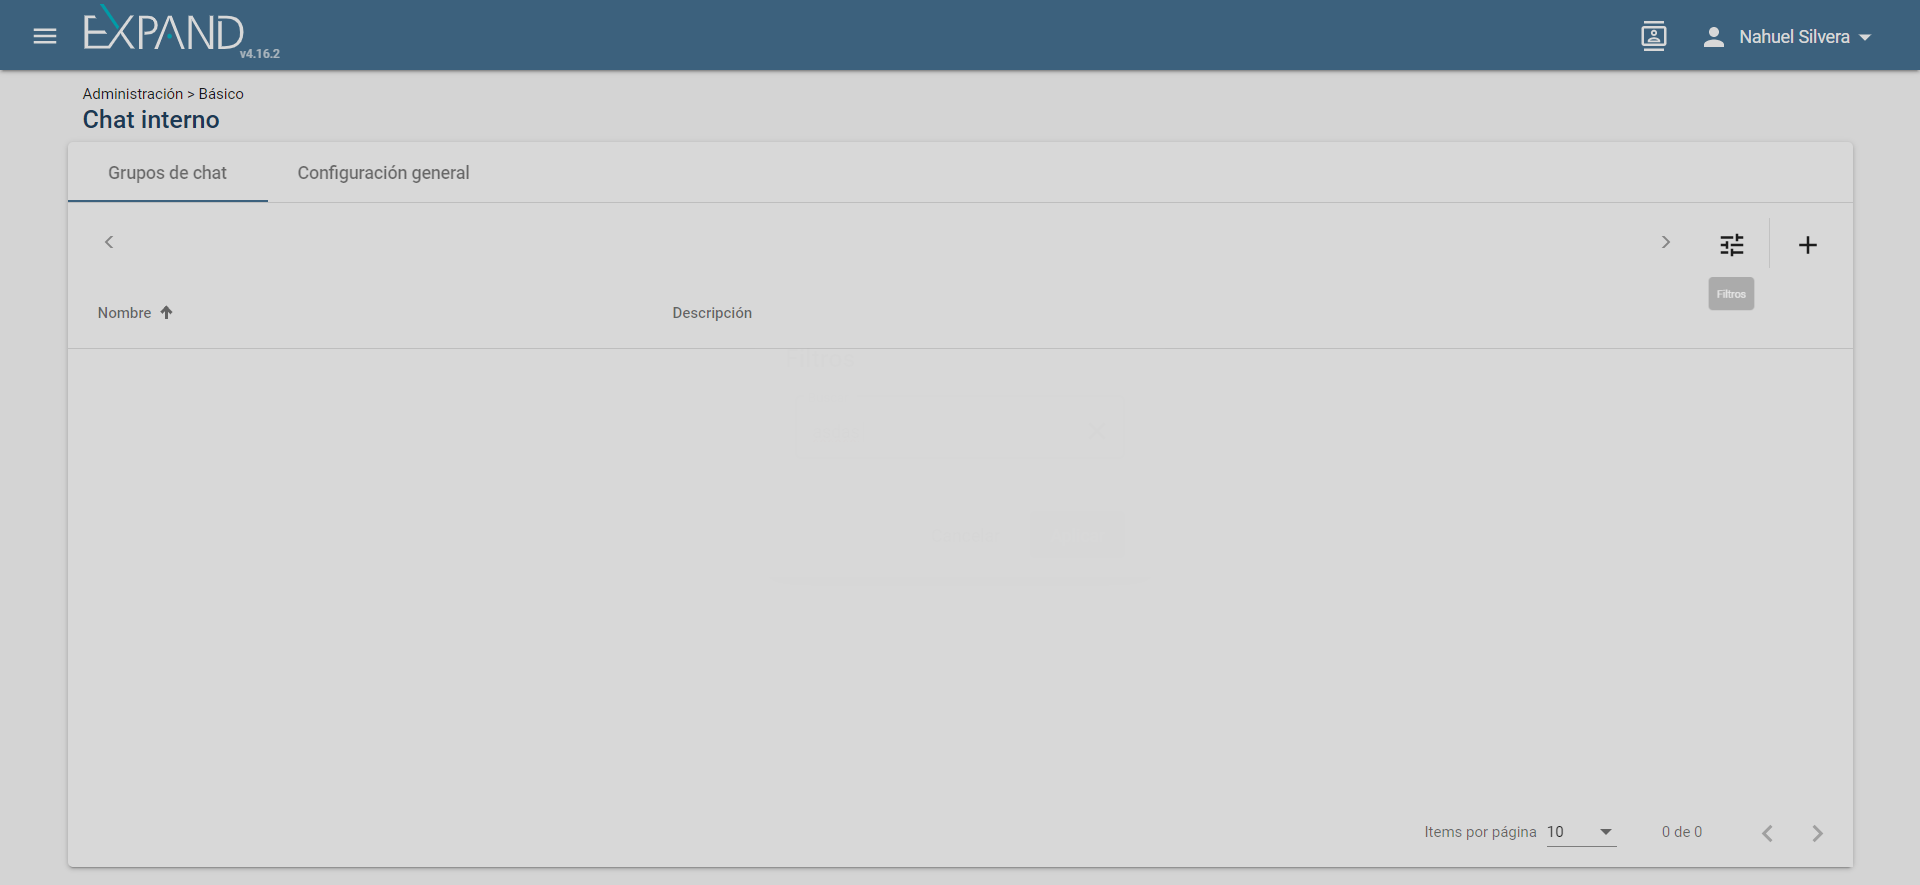 EXPAND
v4.16.2
Nahuel Silvera
Administración > Básico
Chat interno
Grupos de chat
Configuración general
Filtros
Nombre
Descripción
Items por página
10
0 de 0